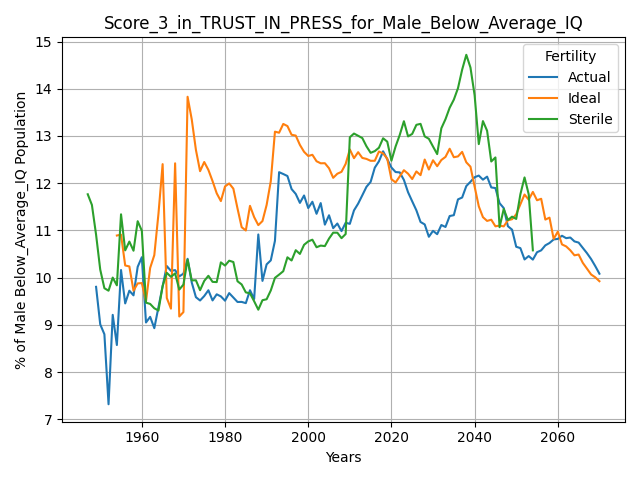 Score_3_in_TRUST_IN_PRESS_for_Male_Below_Average_IQ
% of Male Below_Average_IQ Population
15
14
13
12
11
10
9
8
7
Fertility
Actual
Ideal
Sterile
1960 1980 2000 2020 2040 2060
Years